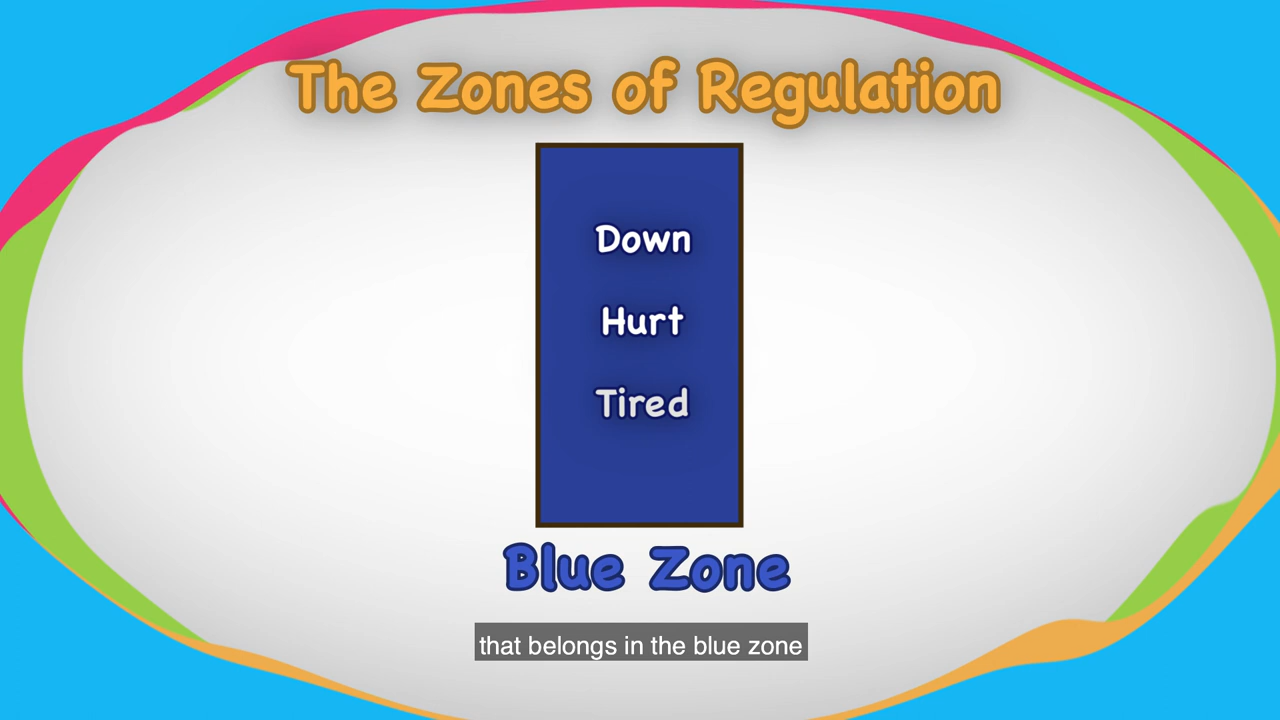 The Zones of Regulation
Down
Hurt
Tired
Blue Zone
that belongs in the blue zone